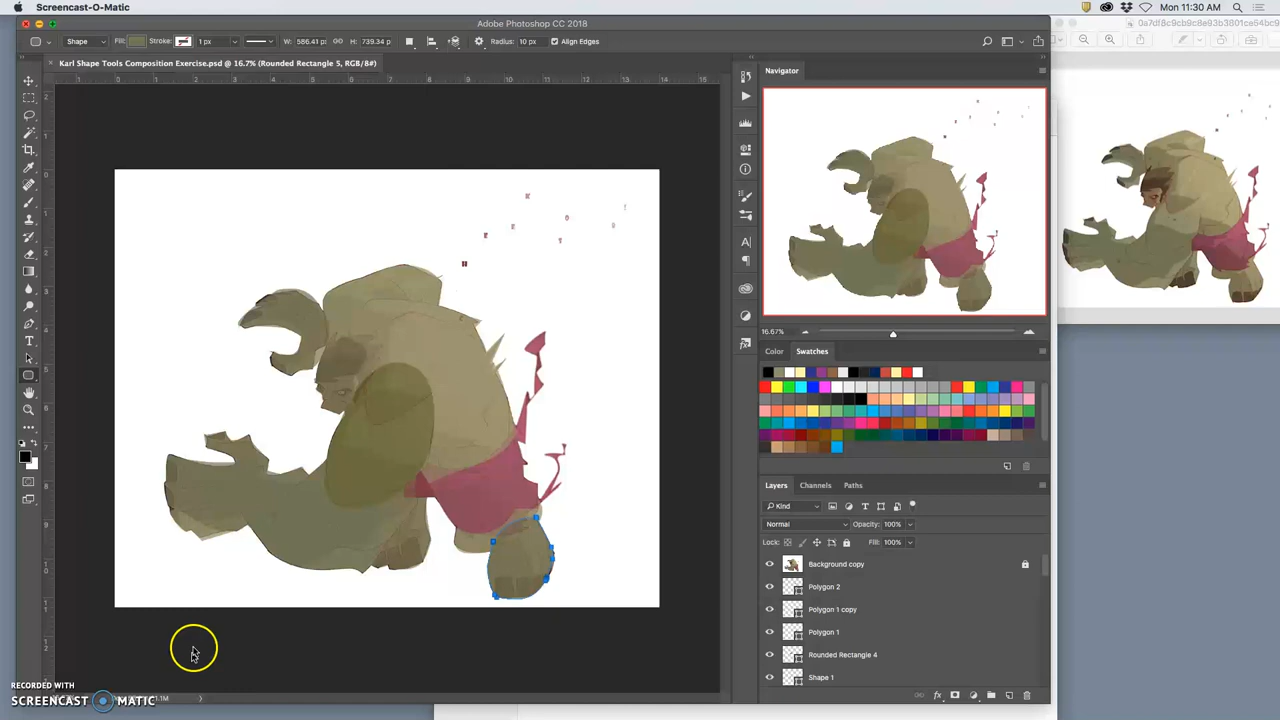 Screencast-O-Matic
Mon 11:30 AM
Adobe Photoshop CC 2018
Shape
Fill:
Stroke:
1 px
W: 586.41 px
H: 739.34 px
Radius: 10 px
Align Edges
Karl Shape Tools Composition Exercise.psd @ 16.7% (Rounded Rectangle 5, RGB/8#)
Navigator
16.67%
Color
Swatches
Layers
Channels
Paths
Kind
Normal
Opacity: 100%
Lock:
Fill: 100%
Background copy
Polygon 2
Polygon 1 copy
Polygon 1
Rounded Rectangle 4
Shape 1
RECORDED WITH
SCREENCAST MATIC